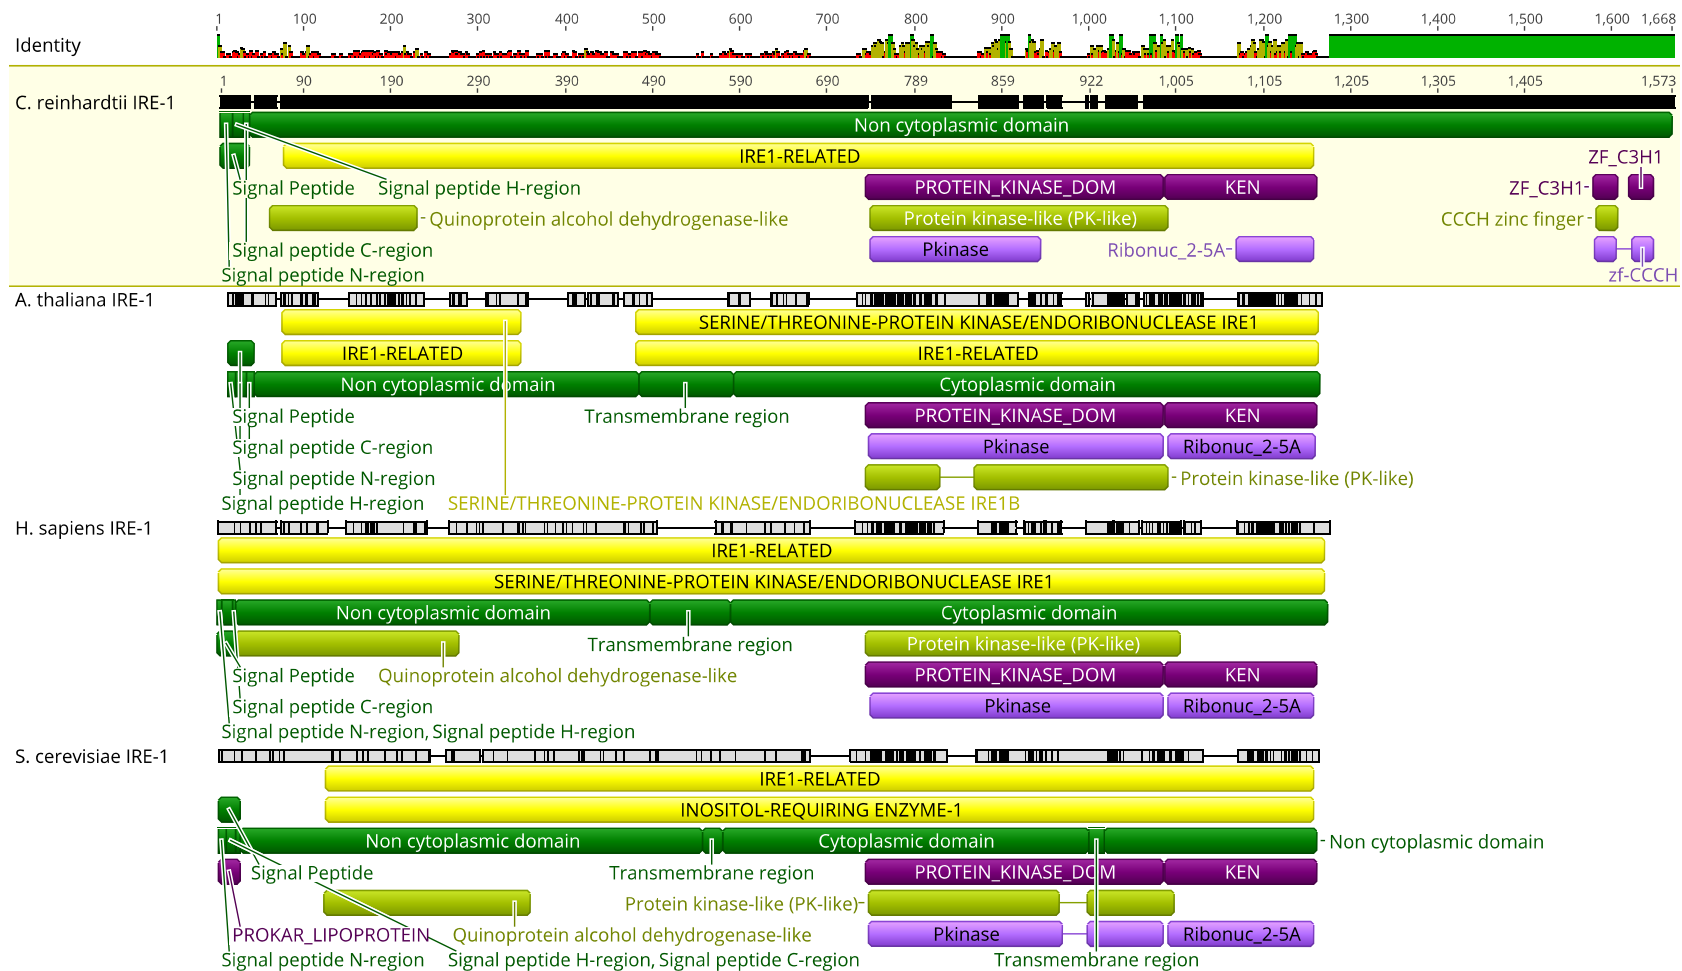 1 100 200 300 400 500 600 700 800 900 1,000 1,100 1,200 1,300 1,400 1,500 1,600 1,668
Identity
1 90 190 290 390 490 590 690 789 859 922 1,005 1,105 1,205 1,305 1,405 1,573
C. reinhardtii IRE-1
Non cytoplasmic domain
IRE1-RELATED ZF_C3H1
Signal Peptide Signal peptide H-region PROTEIN_KINASE_DOM KEN ZF_C3H1
Quinoprotein alcohol dehydrogenase-like Protein kinase-like (PK-like) CCCH zinc finger
Signal peptide C-region Pkinase Ribonuc_2-5A
Signal peptide N-region zf-CCCH
A. thaliana IRE-1
SERINE/THREONINE-PROTEIN KINASE/ENDORIBONUCLEASE IRE1
IRE1-RELATED IRE1-RELATED
Non cytoplasmic domain Cytoplasmic domain
Signal Peptide Transmembrane region PROTEIN_KINASE_DOM KEN
Signal peptide C-region Pkinase Ribonuc_2-5A
Signal peptide N-region Protein kinase-like (PK-like)
Signal peptide H-region SERINE/THREONINE-PROTEIN KINASE/ENDORIBONUCLEASE IRE1B
H. sapiens IRE-1
IRE1-RELATED
SERINE/THREONINE-PROTEIN KINASE/ENDORIBONUCLEASE IRE1
Non cytoplasmic domain Cytoplasmic domain
Transmembrane region Protein kinase-like (PK-like)
Signal Peptide Quinoprotein alcohol dehydrogenase-like PROTEIN_KINASE_DOM KEN
Signal peptide C-region Pkinase Ribonuc_2-5A
Signal peptide N-region, Signal peptide H-region
S. cerevisiae IRE-1
IRE1-RELATED
INOSITOL-REQUIRING ENZYME-1
Non cytoplasmic domain Cytoplasmic domain Non cytoplasmic domain
Signal Peptide Transmembrane region PROTEIN_KINASE_DOM KEN
Protein kinase-like (PK-like)
PROKAR_LIPOPROTEIN Quinoprotein alcohol dehydrogenase-like Pkinase Ribonuc_2-5A
Signal peptide N-region Signal peptide H-region, Signal peptide C-region Transmembrane region